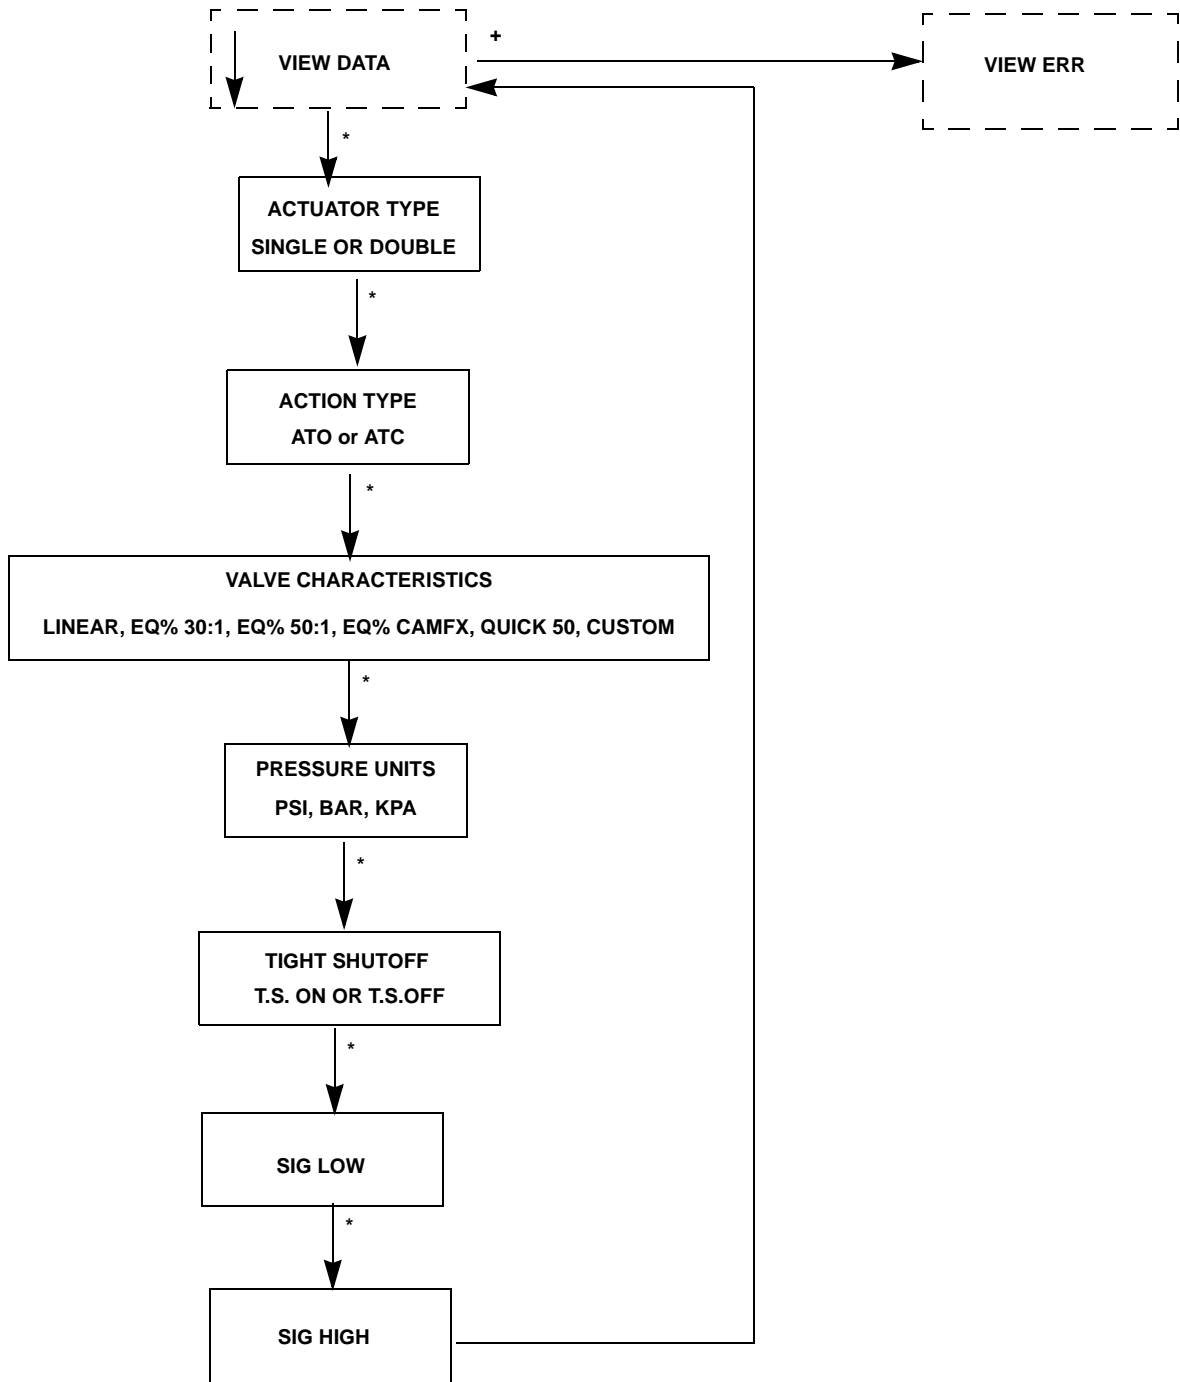 +
VIEW DATA
VIEW ERR
*
ACTUATOR TYPE
SINGLE OR DOUBLE
*
ACTION TYPE
ATO or ATC
*
VALVE CHARACTERISTICS
LINEAR, EQ% 30:1, EQ% 50:1, EQ% CAMFX, QUICK 50, CUSTOM
*
PRESSURE UNITS
PSI, BAR, KPA
*
TIGHT SHUTOFF
T.S. ON OR T.S.OFF
*
SIG LOW
*
SIG HIGH